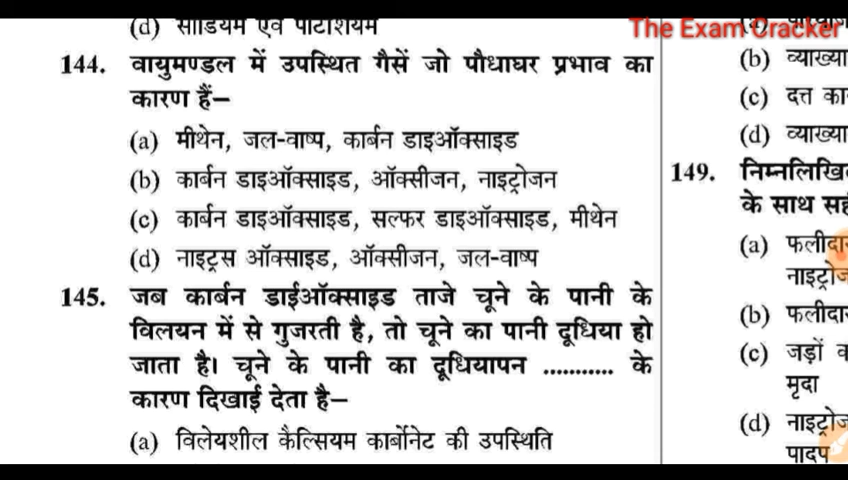 (d) सोडियम एवं पोटैशियम
144. वायुमण्डल में उपस्थित गैसें जो पौधाघर प्रभाव का
कारण हैं–
(a) मीथेन, जल-वाष्प, कार्बन डाइऑक्साइड
(b) कार्बन डाइऑक्साइड, ऑक्सीजन, नाइट्रोजन
(c) कार्बन डाइऑक्साइड, सल्फर डाइऑक्साइड, मीथेन
(d) नाइट्रस ऑक्साइड, ऑक्सीजन, जल-वाष्प
145. जब कार्बन डाईऑक्साइड ताजे चूने के पानी के
विलयन में से गुजरती है, तो चूने का पानी दूधिया हो
जाता है। चूने के पानी का दूधियापन ............ के
कारण दिखाई देता है–
(a) विलेयशील कैल्सियम कार्बोनेट की उपस्थिति
The Exam Cracker
(b) व्याख्या
(c) दत्त का
(d) व्याख्या
149. निम्नलिखि
के साथ सह
(a) फलीदा
नाइट्रोज
(b) फलीदा
(c) जड़ों क
मृदा
(d) नाइट्रोज
पादप